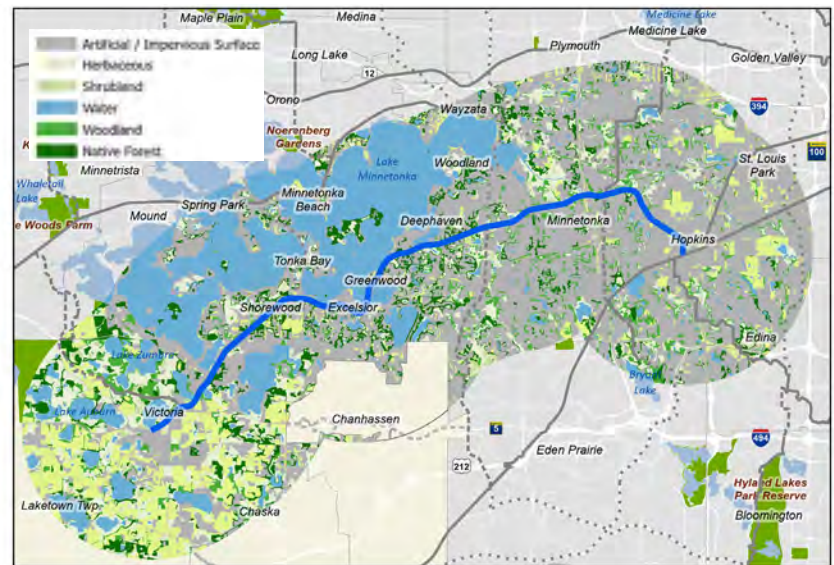 Maple Plain
Medina
Medicine Lake
Medicine Lake
Artificial / Impervious Surface
Herbaceous
Shrubland
Water
Woodland
Native Forest
Long Lake
Plymouth
Golden Valley
12
Orono
394
Wayzata
100
Noerenberg
Gardens
Lake
Minnetonka
Woodland
St. Louis
Park
Minnetrista
Whaletail
Lake
Minnetonka
Beach
Spring Park
Mound
Deephaven
Minnetonka
e Woods Farm
Hopkins
Tonka Bay
Greenwood
Shorewood
Excelsior
Edina
Lake Zumbra
Bryant
Lake
Lake Auburn
Victoria
Chanhassen
5
494
Eden Prairie
212
Hyland Lakes
Park Reserve
Bloomington
Laketown Twp.
Chaska